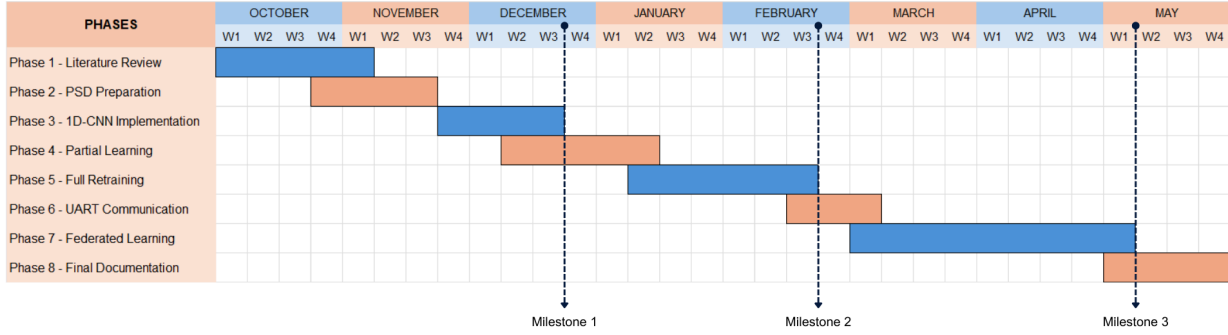 PHASES
OCTOBER NOVEMBER DECEMBER JANUARY FEBRUARY MARCH APRIL MAY
W1 W2 W3 W4 W1 W2 W3 W4 W1 W2 W3 W4 W1 W2 W3 W4 W1 W2 W3 W4 W1 W2 W3 W4 W1 W2 W3 W4 W1 W2 W3 W4
Phase 1 - Literature Review
Phase 2 - PSD Preparation
Phase 3 - 1D-CNN Implementation
Phase 4 - Partial Learning
Phase 5 - Full Retraining
Phase 6 - UART Communication
Phase 7 - Federated Learning
Phase 8 - Final Documentation
Milestone 1 Milestone 2 Milestone 3